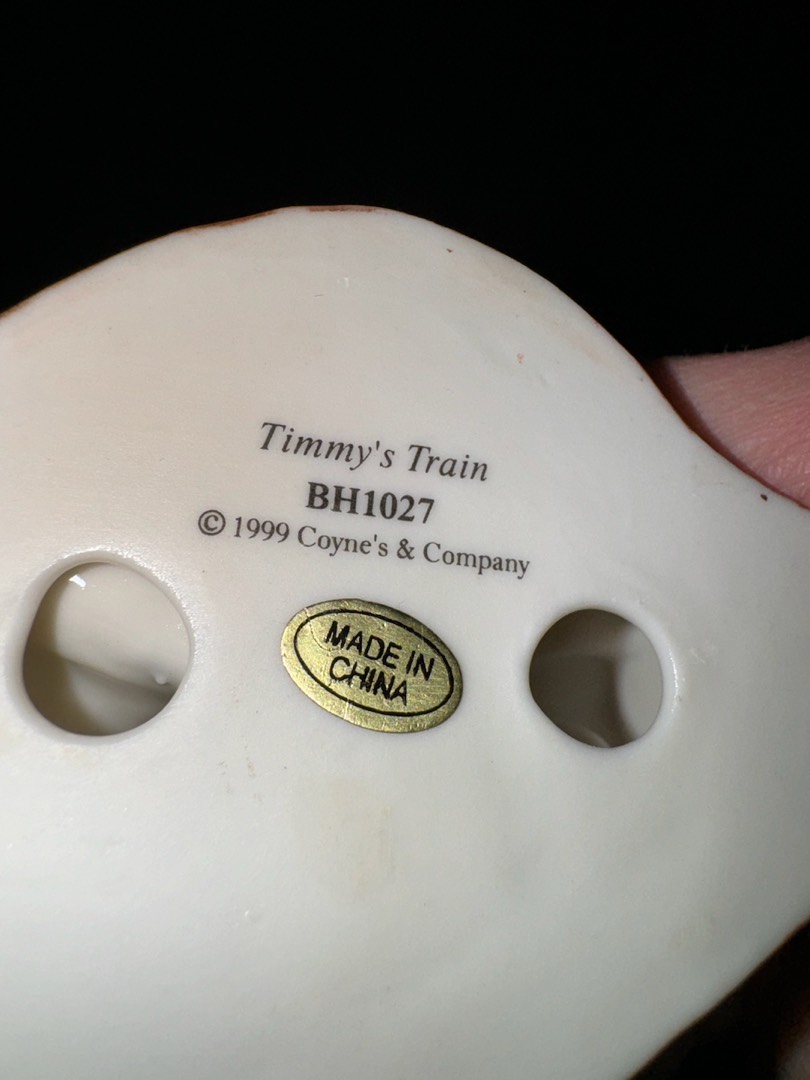 Timmy's Train
BH1027
© 1999 Coyne's & Company
MADE IN
CHINA